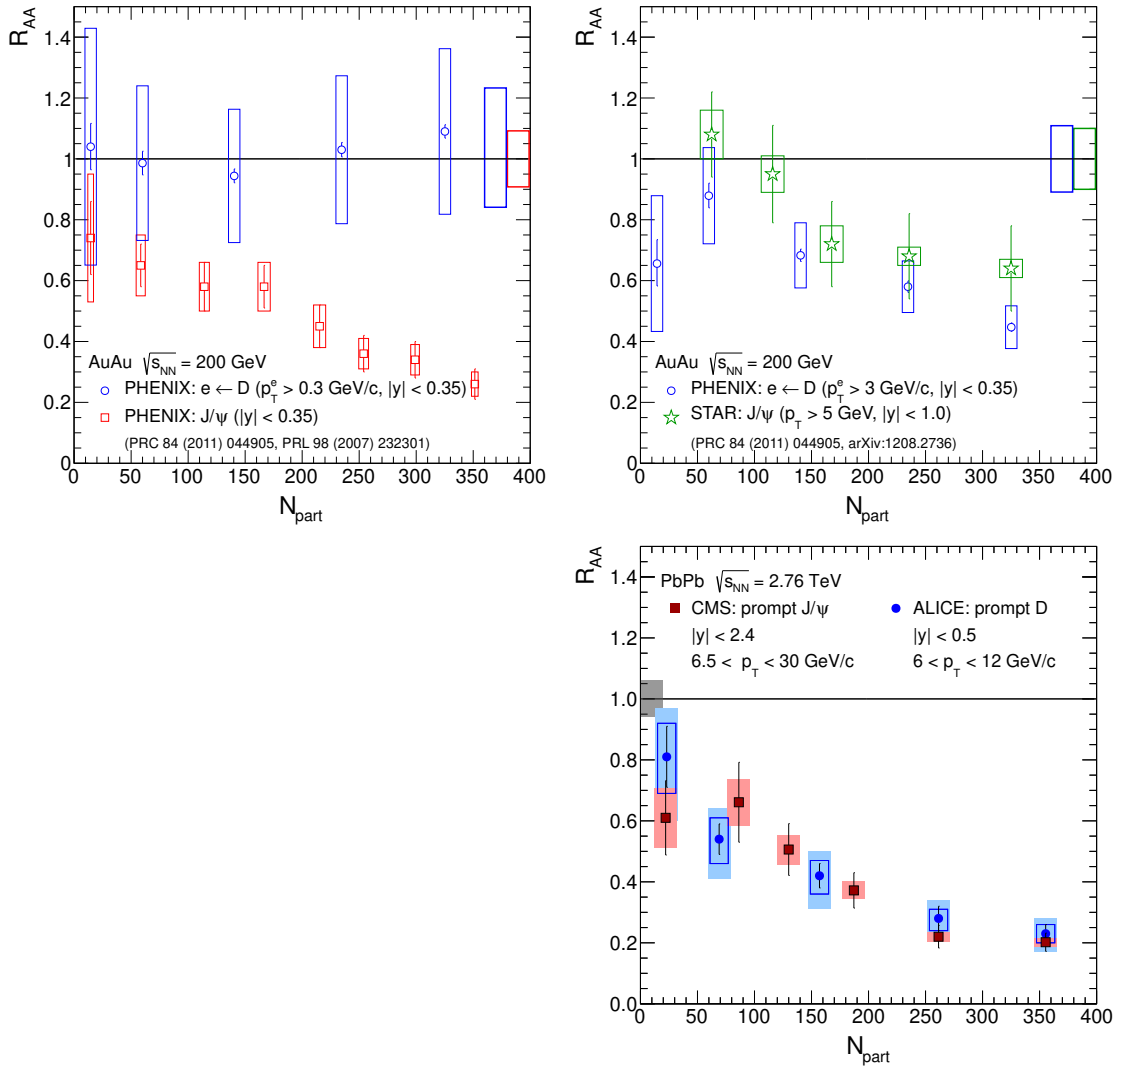 R_AA
1.4
1.2
1
0.8
0.6
0.4
0.2
0
AuAu √s_NN = 200 GeV
PHENIX: e ← D (p_T^e > 0.3 GeV/c, |y| < 0.35)
PHENIX: J/ψ (|y| < 0.35)
(PRC 84 (2011) 044905, PRL 98 (2007) 232301)
0 50 100 150 200 250 300 350 400
N_part
R_AA
1.4
1.2
1
0.8
0.6
0.4
0.2
0
AuAu √s_NN = 200 GeV
PHENIX: e ← D (p_T^e > 3 GeV/c, |y| < 0.35)
STAR: J/ψ (p_T > 5 GeV, |y| < 1.0)
(PRC 84 (2011) 044905, arXiv:1208.2736)
0 50 100 150 200 250 300 350 400
N_part
R_AA
1.4
1.2
1.0
0.8
0.6
0.4
0.2
0.0
PbPb √s_NN = 2.76 TeV
CMS: prompt J/ψ
|y| < 2.4
6.5 < p_T < 30 GeV/c
ALICE: prompt D
|y| < 0.5
6 < p_T < 12 GeV/c
0 50 100 150 200 250 300 350 400
N_part